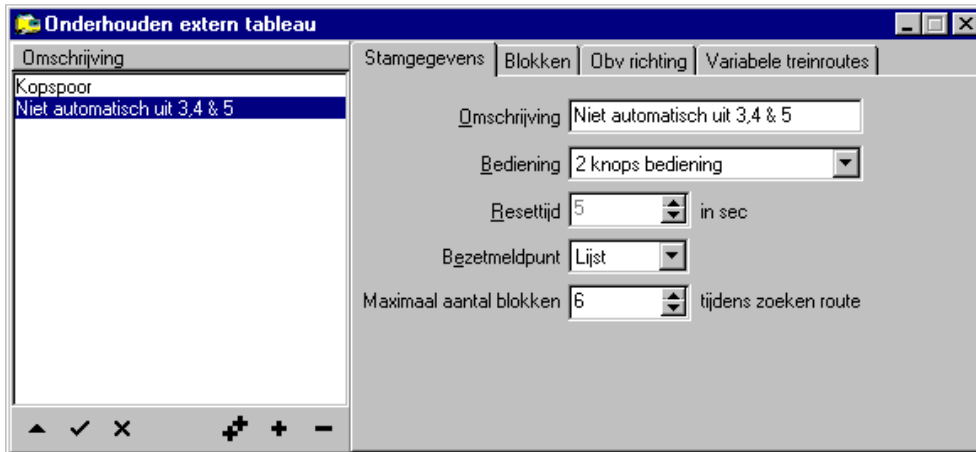 Onderhouden extern tableau
Omschrijving
Kopspoor
Niet automatisch uit 3,4 & 5
Stamgegevens Blokken Obv richting Variabele treinroutes
Omschrijving Niet automatisch uit 3,4 & 5
Bediening 2 knops bediening
Resettijd 5 in sec
Bezetmeldpunt Lijst
Maximaal aantal blokken 6 tijdens zoeken route